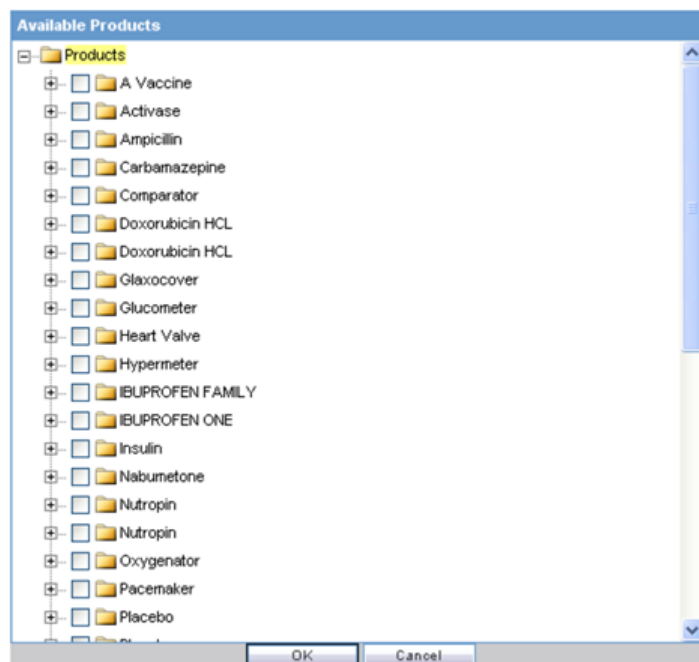 Available Products
Products
A Vaccine
Activase
Ampicillin
Carbamazepine
Comparator
Doxorubicin HCL
Doxorubicin HCL
Glaxocover
Glucometer
Heart Valve
Hypermeter
IBUPROFEN FAMILY
IBUPROFEN ONE
Insulin
Nabumetone
Nutropin
Nutropin
Oxygenator
Pacemaker
Placebo
OK Cancel